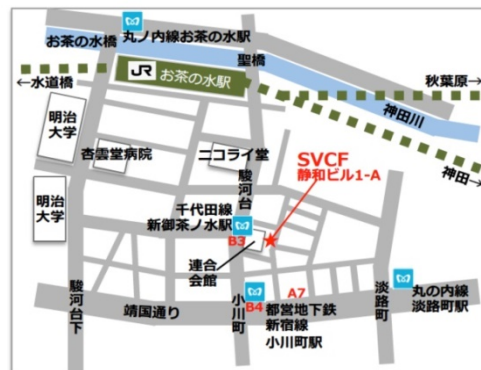 丸ノ内線お茶の水駅
お茶の水橋
JR お茶の水駅
聖橋
←水道橋
秋葉原→
神田川
神田→
明治
大学
杏雲堂病院
ニコライ堂
SVCF
静和ビル1-A
駿河台
明治
大学
千代田線
新御茶ノ水駅
B3
連合
会館
駿河台下
靖国通り
小川町
B4
A7
都営地下鉄
新宿線
小川町駅
淡路町
丸の内線
淡路町駅